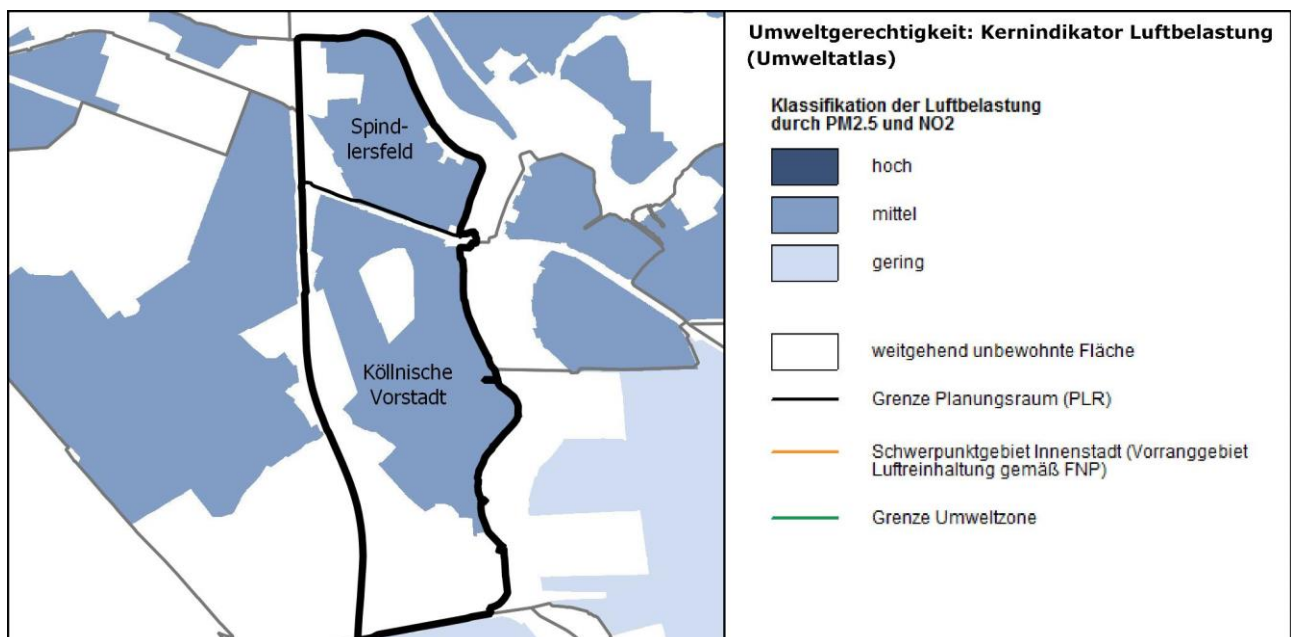 Spind-
lersfeld
Köllnische
Vorstadt
Umweltgerechtigkeit: Kernindikator Luftbelastung
(Umweltatlas)
Klassifikation der Luftbelastung
durch PM2.5 und NO2
hoch
mittel
gering
weitgehend unbewohnte Fläche
Grenze Planungsraum (PLR)
Schwerpunktgebiet Innenstadt (Vorranggebiet
Luftreinhaltung gemäß FNP)
Grenze Umweltzone